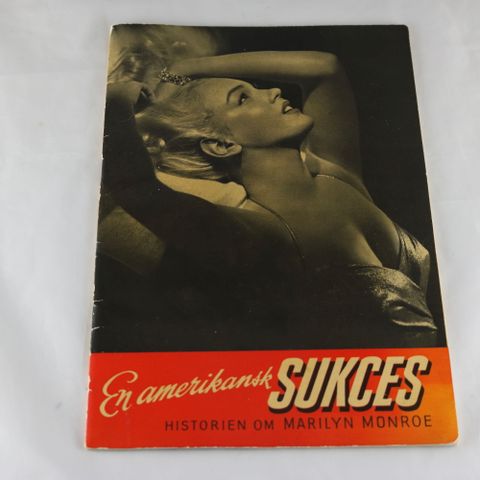 En amerikansk SUKCES
HISTORIEN OM MARILYN MONROE